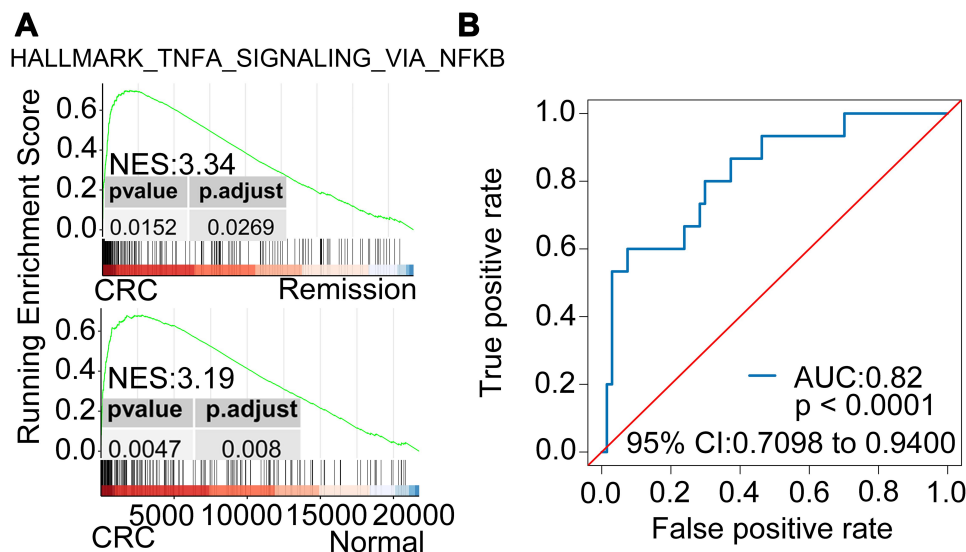 A
HALLMARK_TNFA_SIGNALING_VIA_NFKB
Running Enrichment Score
0.6
0.4
0.2
0.0
NES:3.34
pvalue p.adjust
0.0152 0.0269
CRC Remission
0.6
0.4
0.2
0.0
NES:3.19
pvalue p.adjust
0.0047 0.008
5000 10000 15000 20000
CRC Normal
B
True positive rate
1.0
0.8
0.6
0.4
0.2
0.0
AUC:0.82
p < 0.0001
95% CI:0.7098 to 0.9400
0.0 0.2 0.4 0.6 0.8 1.0
False positive rate